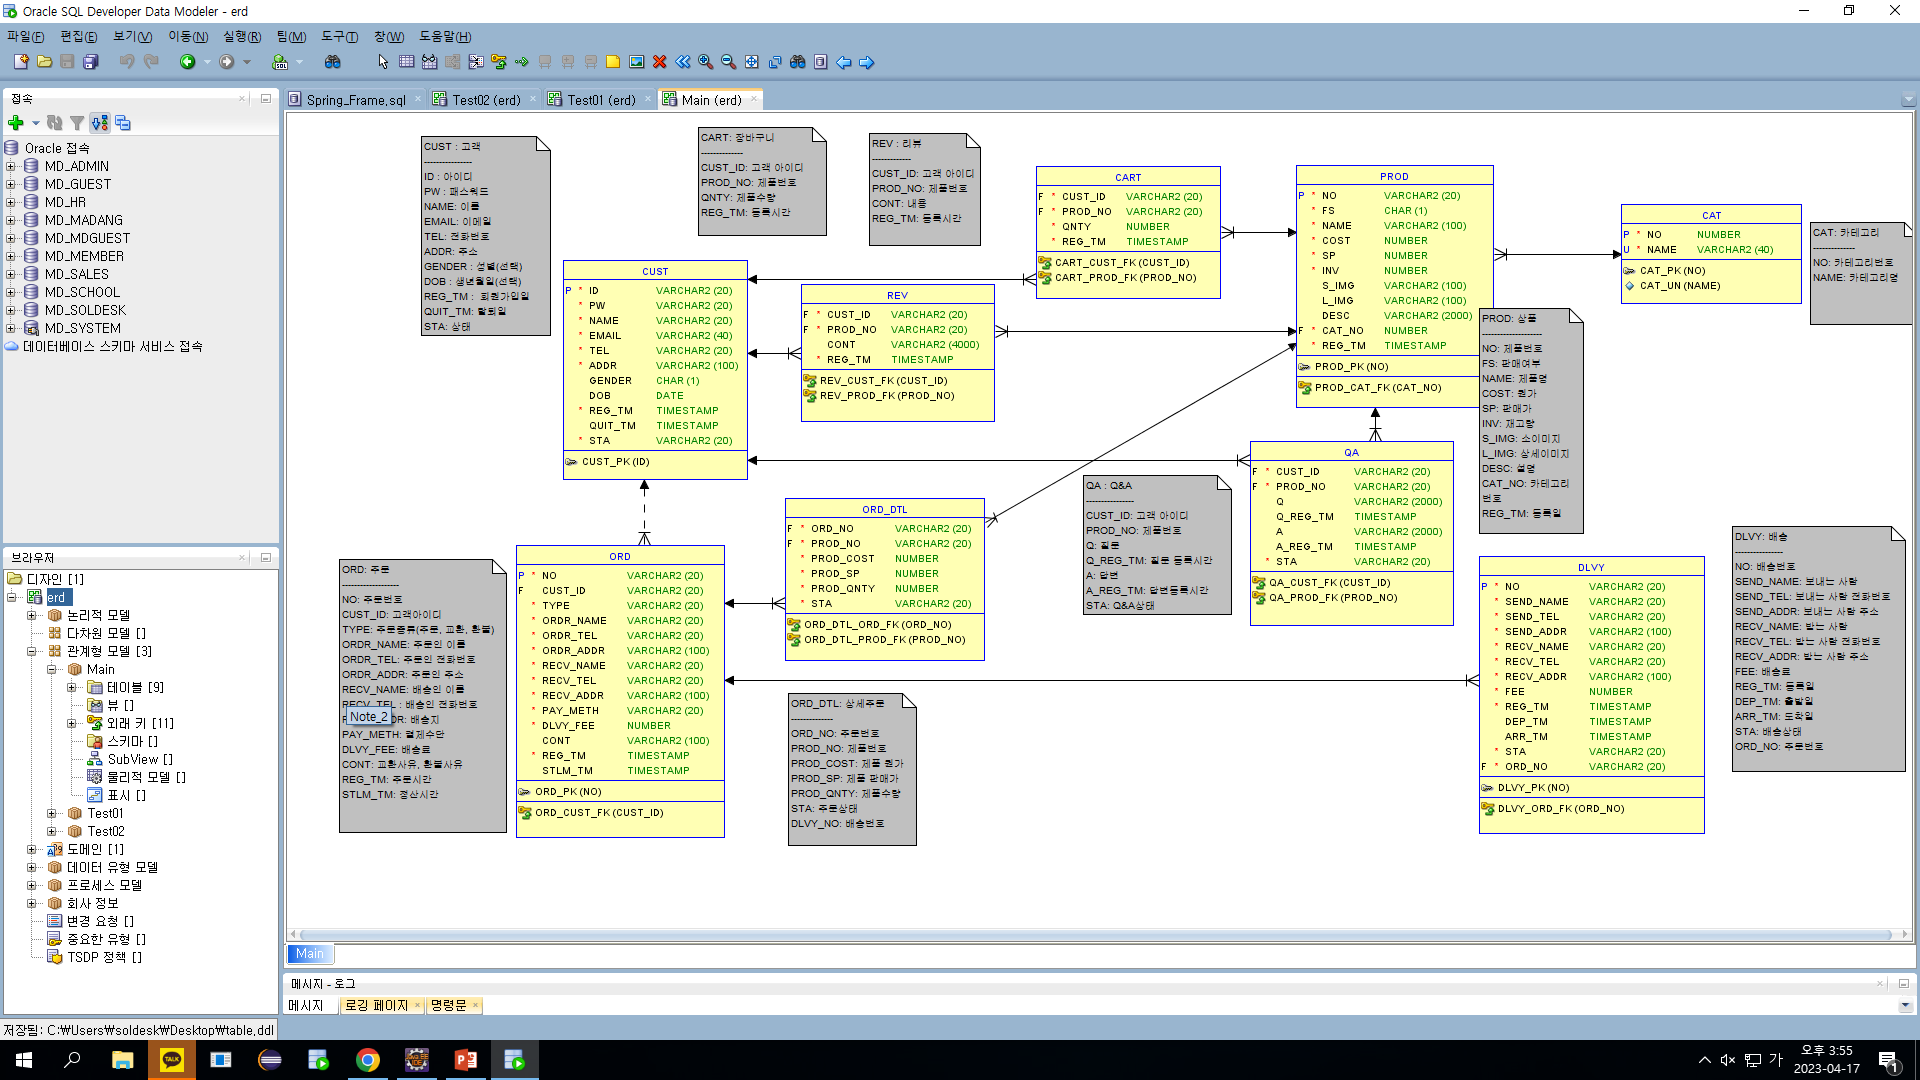 Oracle SQL Developer Data Modeler - erd
파일(F) 편집(E) 보기(V) 이동(N) 실행(R) 팀(M) 도구(T) 창(W) 도움말(H)
접속
Oracle 접속
MD_ADMIN
MD_GUEST
MD_HR
MD_MADANG
MD_MDGUEST
MD_MEMBER
MD_SALES
MD_SCHOOL
MD_SOLDESK
MD_SYSTEM
데이터베이스 스키마 서비스 접속
브라우저
디자인 [1]
erd
논리적 모델
다차원 모델 []
관계형 모델 [3]
Main
테이블 [9]
뷰 []
외래 키 [11]
스키마 []
SubView []
물리적 모델 []
표시 []
Test01
Test02
도메인 [1]
데이터 유형 모델
프로세스 모델
회사 정보
변경 요청 []
중요한 유형 []
TSDP 정책 []
Spring_Frame.sql
Test02 (erd)
Test01 (erd)
Main (erd)
CUST : 고객
----------------
ID : 아이디
PW : 패스워드
NAME: 이름
EMAIL: 이메일
TEL: 전화번호
ADDR: 주소
GENDER : 성별(선택)
DOB : 생년월일(선택)
REG_TM : 회원가입일
QUIT_TM: 탈퇴일
STA: 상태
CART: 장바구니
--------------
CUST_ID: 고객 아이디
PROD_NO: 제품번호
QNTY: 제품수량
REG_TM: 등록시간
REV : 리뷰
-------------
CUST_ID: 고객 아이디
PROD_NO: 제품번호
CONT: 내용
REG_TM: 등록시간
CART
F * CUST_ID VARCHAR2 (20)
F * PROD_NO VARCHAR2 (20)
* QNTY NUMBER
* REG_TM TIMESTAMP
CART_CUST_FK (CUST_ID)
CART_PROD_FK (PROD_NO)
PROD
P * NO VARCHAR2 (20)
* FS CHAR (1)
* NAME VARCHAR2 (100)
* COST NUMBER
* SP NUMBER
* INV NUMBER
S_IMG VARCHAR2 (100)
L_IMG VARCHAR2 (100)
DESC VARCHAR2 (2000)
F * CAT_NO NUMBER
* REG_TM TIMESTAMP
PROD_PK (NO)
PROD_CAT_FK (CAT_NO)
CAT
P * NO NUMBER
U * NAME VARCHAR2 (40)
CAT_PK (NO)
CAT_UN (NAME)
CAT: 카테고리
--------------
NO: 카테고리번호
NAME: 카테고리명
CUST
P * ID VARCHAR2 (20)
* PW VARCHAR2 (20)
* NAME VARCHAR2 (20)
* EMAIL VARCHAR2 (40)
* TEL VARCHAR2 (20)
* ADDR VARCHAR2 (100)
GENDER CHAR (1)
DOB DATE
* REG_TM TIMESTAMP
QUIT_TM TIMESTAMP
* STA VARCHAR2 (20)
CUST_PK (ID)
REV
F * CUST_ID VARCHAR2 (20)
F * PROD_NO VARCHAR2 (20)
CONT VARCHAR2 (4000)
* REG_TM TIMESTAMP
REV_CUST_FK (CUST_ID)
REV_PROD_FK (PROD_NO)
PROD: 상품
--------------------
NO: 제품번호
FS: 판매여부
NAME: 제품명
COST: 원가
SP: 판매가
INV: 재고량
S_IMG: 소이미지
L_IMG: 상세이미지
DESC: 설명
CAT_NO: 카테고리
번호
REG_TM: 등록일
QA
F * CUST_ID VARCHAR2 (20)
F * PROD_NO VARCHAR2 (20)
Q VARCHAR2 (2000)
Q_REG_TM TIMESTAMP
A VARCHAR2 (2000)
A_REG_TM TIMESTAMP
* STA VARCHAR2 (20)
QA_CUST_FK (CUST_ID)
QA_PROD_FK (PROD_NO)
QA : Q&A
----------------
CUST_ID: 고객 아이디
PROD_NO: 제품번호
Q: 질문
Q_REG_TM: 질문 등록시간
A: 답변
A_REG_TM: 답변등록시간
STA: Q&A상태
ORD_DTL
F * ORD_NO VARCHAR2 (20)
F * PROD_NO VARCHAR2 (20)
* PROD_COST NUMBER
* PROD_SP NUMBER
* PROD_QNTY NUMBER
* STA VARCHAR2 (20)
ORD_DTL_ORD_FK (ORD_NO)
ORD_DTL_PROD_FK (PROD_NO)
ORD: 주문
-------------------
NO: 주문번호
CUST_ID: 고객아이디
TYPE: 주문종류(주문, 교환, 환불)
ORDR_NAME: 주문인 이름
ORDR_TEL: 주문인 전화번호
ORDR_ADDR: 주문인 주소
RECV_NAME: 배송인 이름
RECV_TEL : 배송인 전화번호
DR: 배송지
Note_2
PAY_METH: 결제수단
DLVY_FEE: 배송료
CONT: 교환사유, 환불사유
REG_TM: 주문시간
STLM_TM: 정산시간
ORD
P * NO VARCHAR2 (20)
F CUST_ID VARCHAR2 (20)
* TYPE VARCHAR2 (20)
* ORDR_NAME VARCHAR2 (20)
* ORDR_TEL VARCHAR2 (20)
* ORDR_ADDR VARCHAR2 (100)
* RECV_NAME VARCHAR2 (20)
* RECV_TEL VARCHAR2 (20)
* RECV_ADDR VARCHAR2 (100)
* PAY_METH VARCHAR2 (20)
* DLVY_FEE NUMBER
CONT VARCHAR2 (100)
* REG_TM TIMESTAMP
STLM_TM TIMESTAMP
ORD_PK (NO)
ORD_CUST_FK (CUST_ID)
ORD_DTL: 상세주문
--------------
ORD_NO: 주문번호
PROD_NO: 제품번호
PROD_COST: 제품 원가
PROD_SP: 제품 판매가
PROD_QNTY: 제품수량
STA: 주문상태
DLVY_NO: 배송번호
DLVY
P * NO VARCHAR2 (20)
* SEND_NAME VARCHAR2 (20)
* SEND_TEL VARCHAR2 (20)
* SEND_ADDR VARCHAR2 (100)
* RECV_NAME VARCHAR2 (20)
* RECV_TEL VARCHAR2 (20)
* RECV_ADDR VARCHAR2 (100)
* FEE NUMBER
* REG_TM TIMESTAMP
DEP_TM TIMESTAMP
ARR_TM TIMESTAMP
* STA VARCHAR2 (20)
F * ORD_NO VARCHAR2 (20)
DLVY_PK (NO)
DLVY_ORD_FK (ORD_NO)
DLVY: 배송
----------------
NO: 배송번호
SEND_NAME: 보내는 사람
SEND_TEL: 보내는 사람 전화번호
SEND_ADDR: 보내는 사람 주소
RECV_NAME: 받는 사람
RECV_TEL: 받는 사람 전화번호
RECV_ADDR: 받는 사람 주소
FEE: 배송료
REG_TM: 등록일
DEP_TM: 출발일
ARR_TM: 도착일
STA: 배송상태
ORD_NO: 주문번호
Main
메시지 - 로그
메시지
로깅 페이지
명령문
저장됨: C:₩Users₩soldesk₩Desktop₩table.ddl
TALK
가
오후 3:55
2023-04-17
1